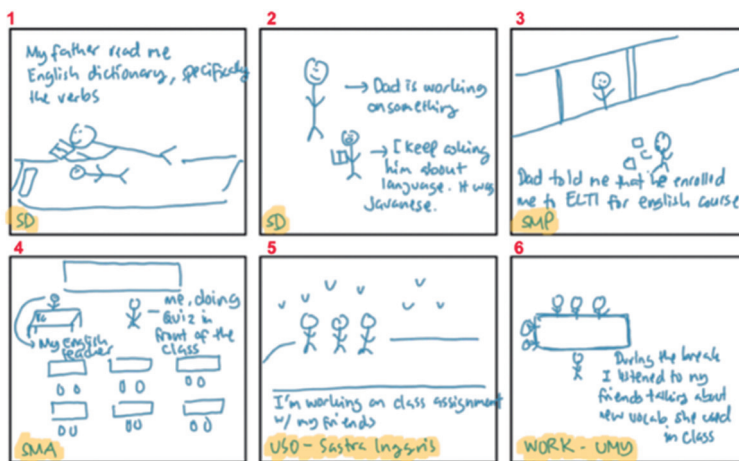 1
My father read me
English dictionary, specifically
the verbs
SD
2
→ Dad is working
on something
→ I keep asking
him about
language. It was
Javanese.
SD
3
Dad told me that he enrolled
me to ELTI for english course
SMP
4
me, doing
quiz in
front of the
class
My english
teacher
SMA
5
I'm working on class assignment
w/ my friends
USD - Sastra Inggris
6
During the break
I listened to my
friends talking about
new vocab she used
in class
WORK - UMY